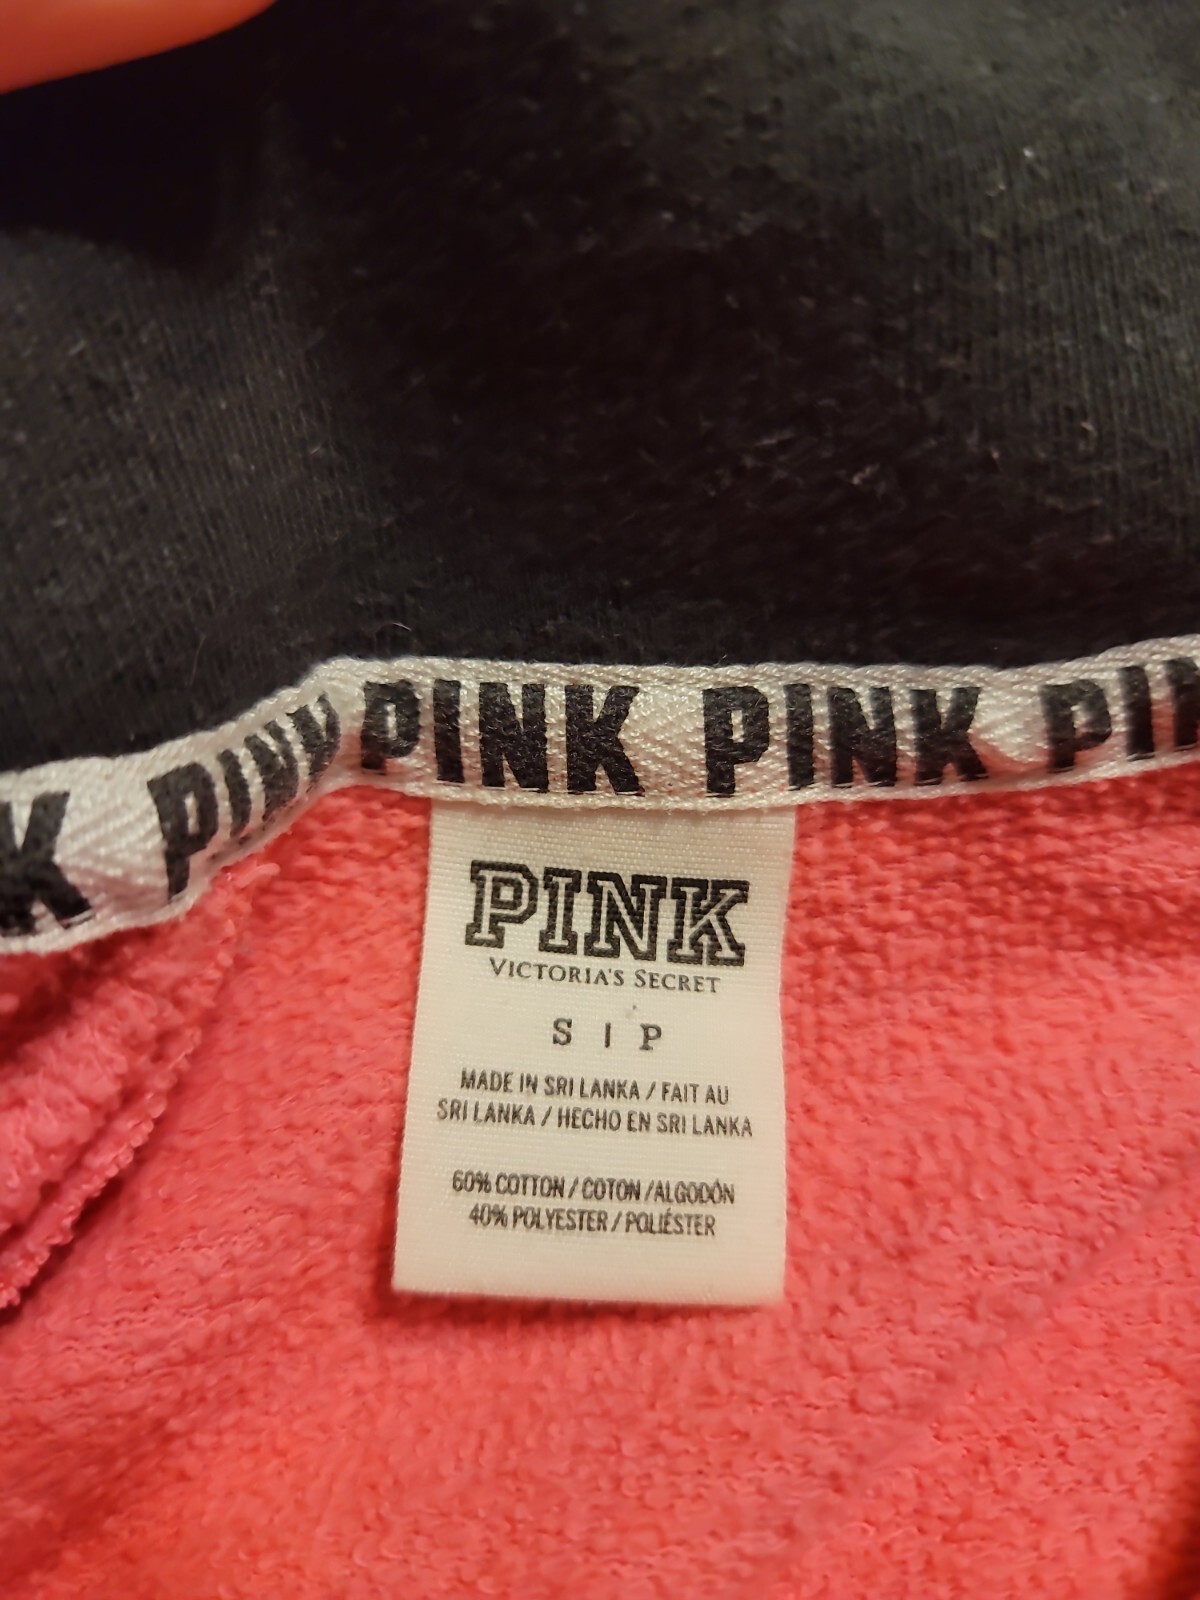 K PINK PINK PINK PIN
PINK
VICTORIA'S SECRET
S | P
MADE IN SRI LANKA / FAIT AU
SRI LANKA / HECHO EN SRI LANKA
60% COTTON / COTON / ALGODÓN
40% POLYESTER / POLIÉSTER